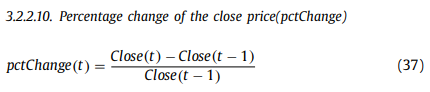 3.2.2.10. Percentage change of the close price(pctChange)
pctChange(t) = Close(t) − Close(t − 1) / Close(t − 1) (37)